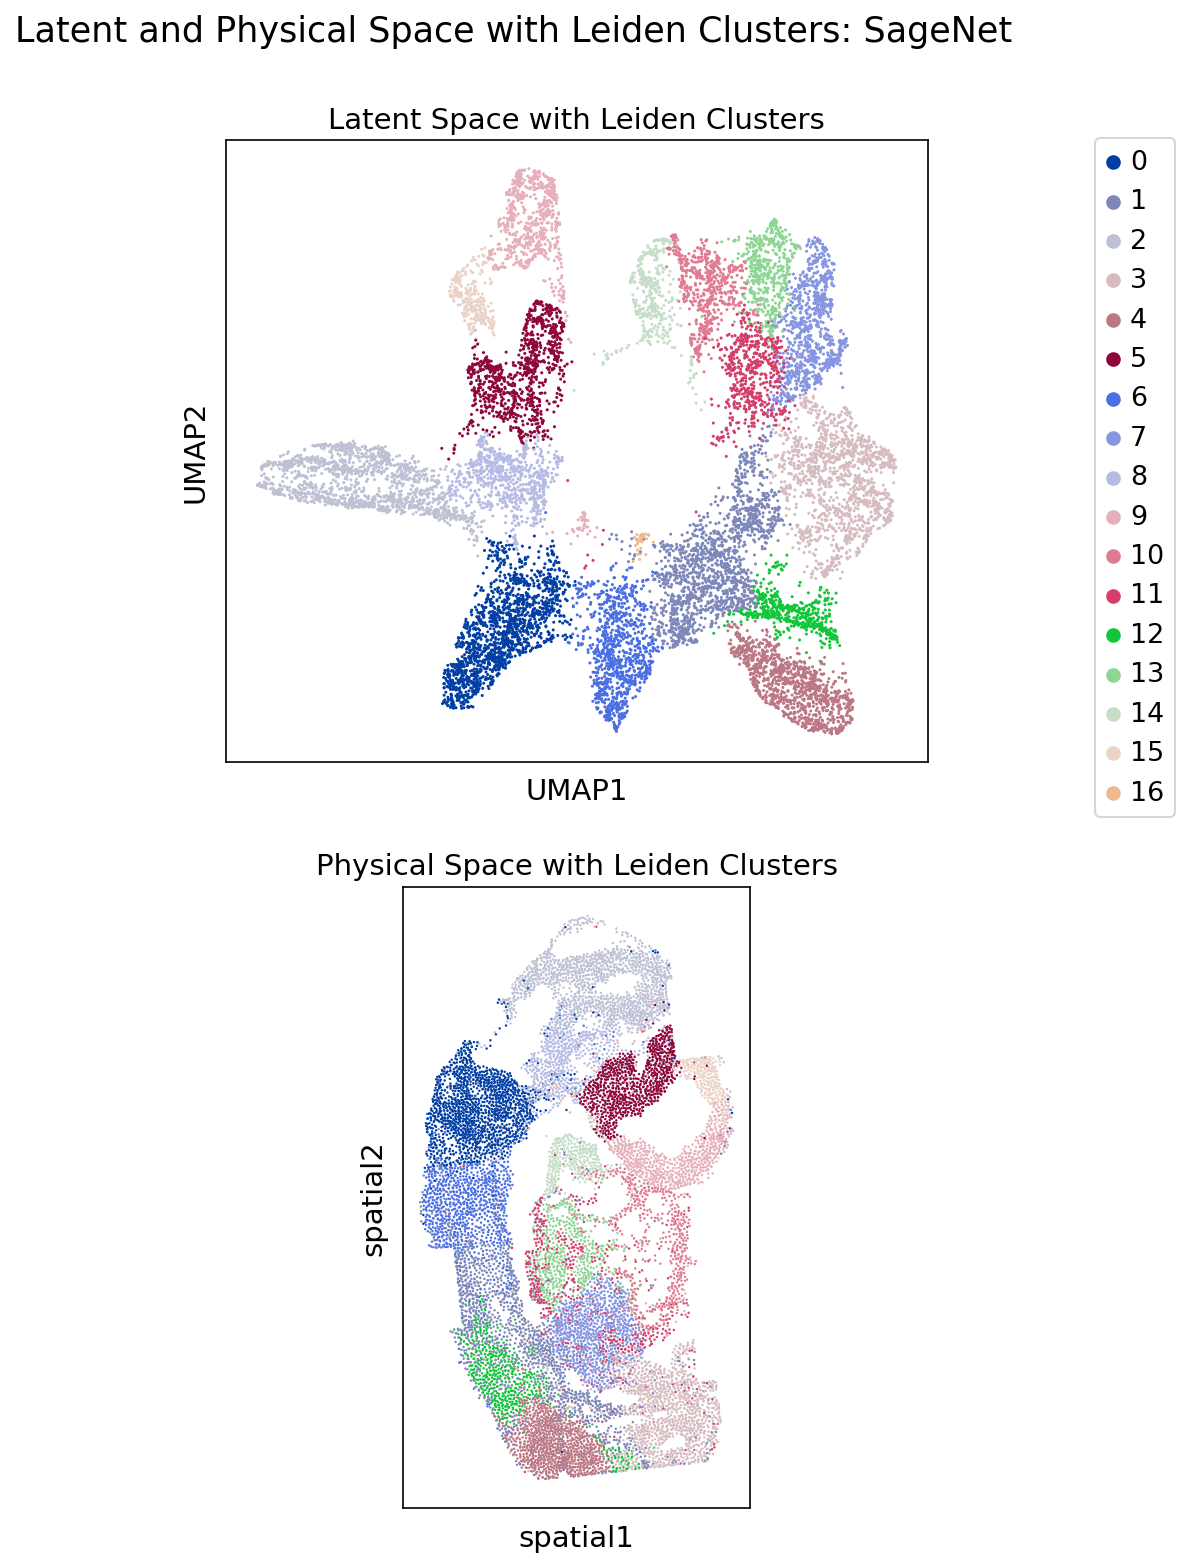 Latent and Physical Space with Leiden Clusters: SageNet
Latent Space with Leiden Clusters
UMAP2
UMAP1
0
1
2
3
4
5
6
7
8
9
10
11
12
13
14
15
16
Physical Space with Leiden Clusters
spatial2
spatial1